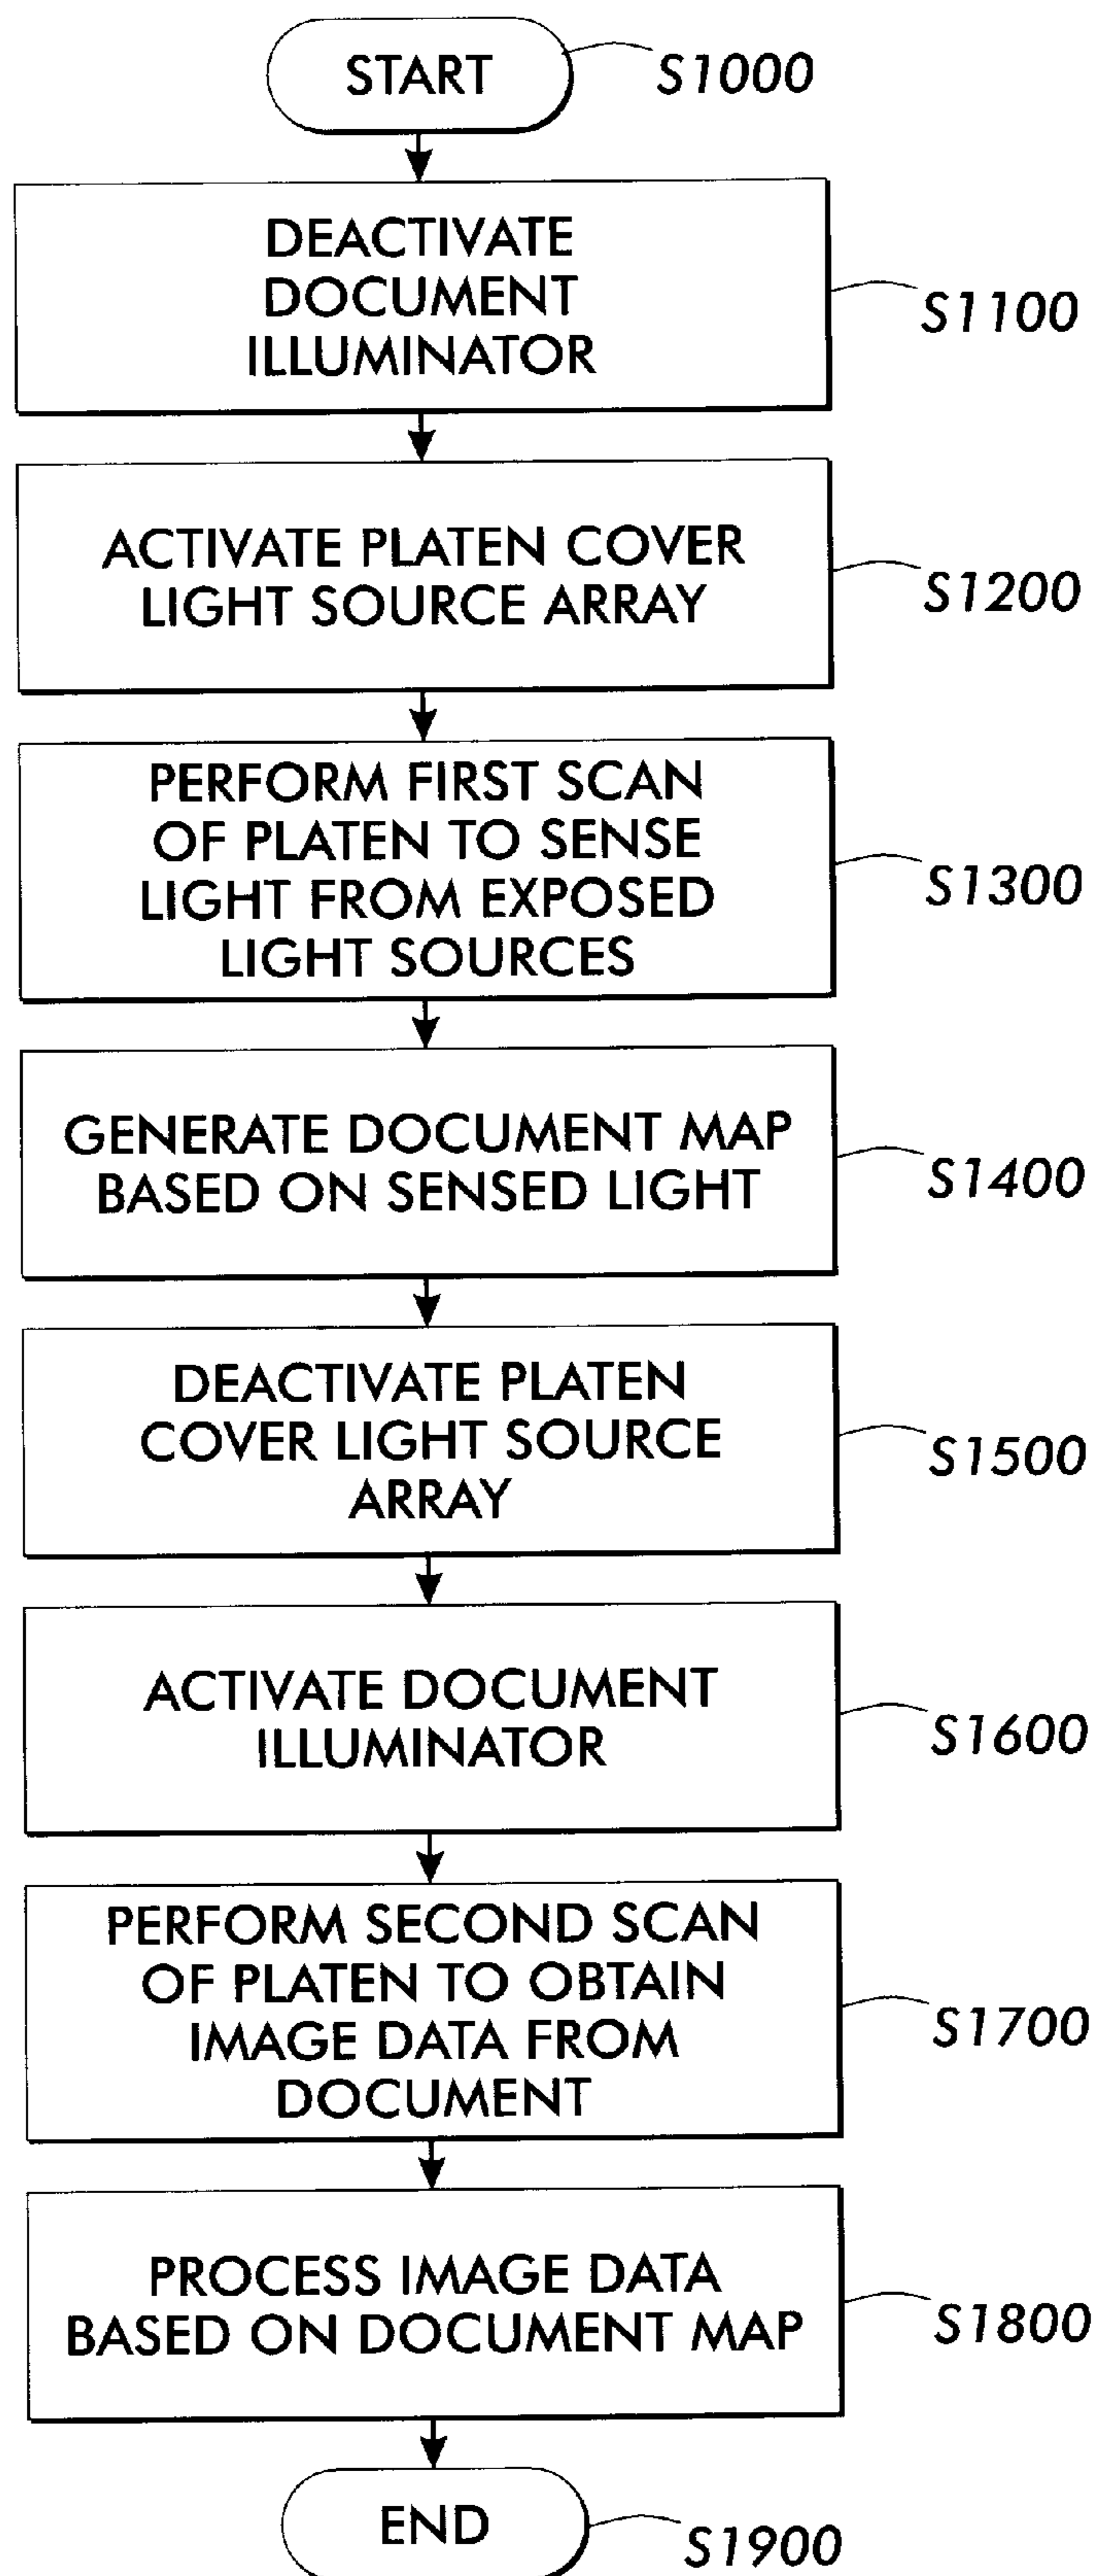 START
S1000
DEACTIVATE
DOCUMENT
ILLUMINATOR
S1100
ACTIVATE PLATEN COVER
LIGHT SOURCE ARRAY
S1200
PERFORM FIRST SCAN
OF PLATEN TO SENSE
LIGHT FROM EXPOSED
LIGHT SOURCES
S1300
GENERATE DOCUMENT MAP
BASED ON SENSED LIGHT
S1400
DEACTIVATE PLATEN
COVER LIGHT SOURCE
ARRAY
S1500
ACTIVATE DOCUMENT
ILLUMINATOR
S1600
PERFORM SECOND SCAN
OF PLATEN TO OBTAIN
IMAGE DATA FROM
DOCUMENT
S1700
PROCESS IMAGE DATA
BASED ON DOCUMENT MAP
S1800
END
S1900